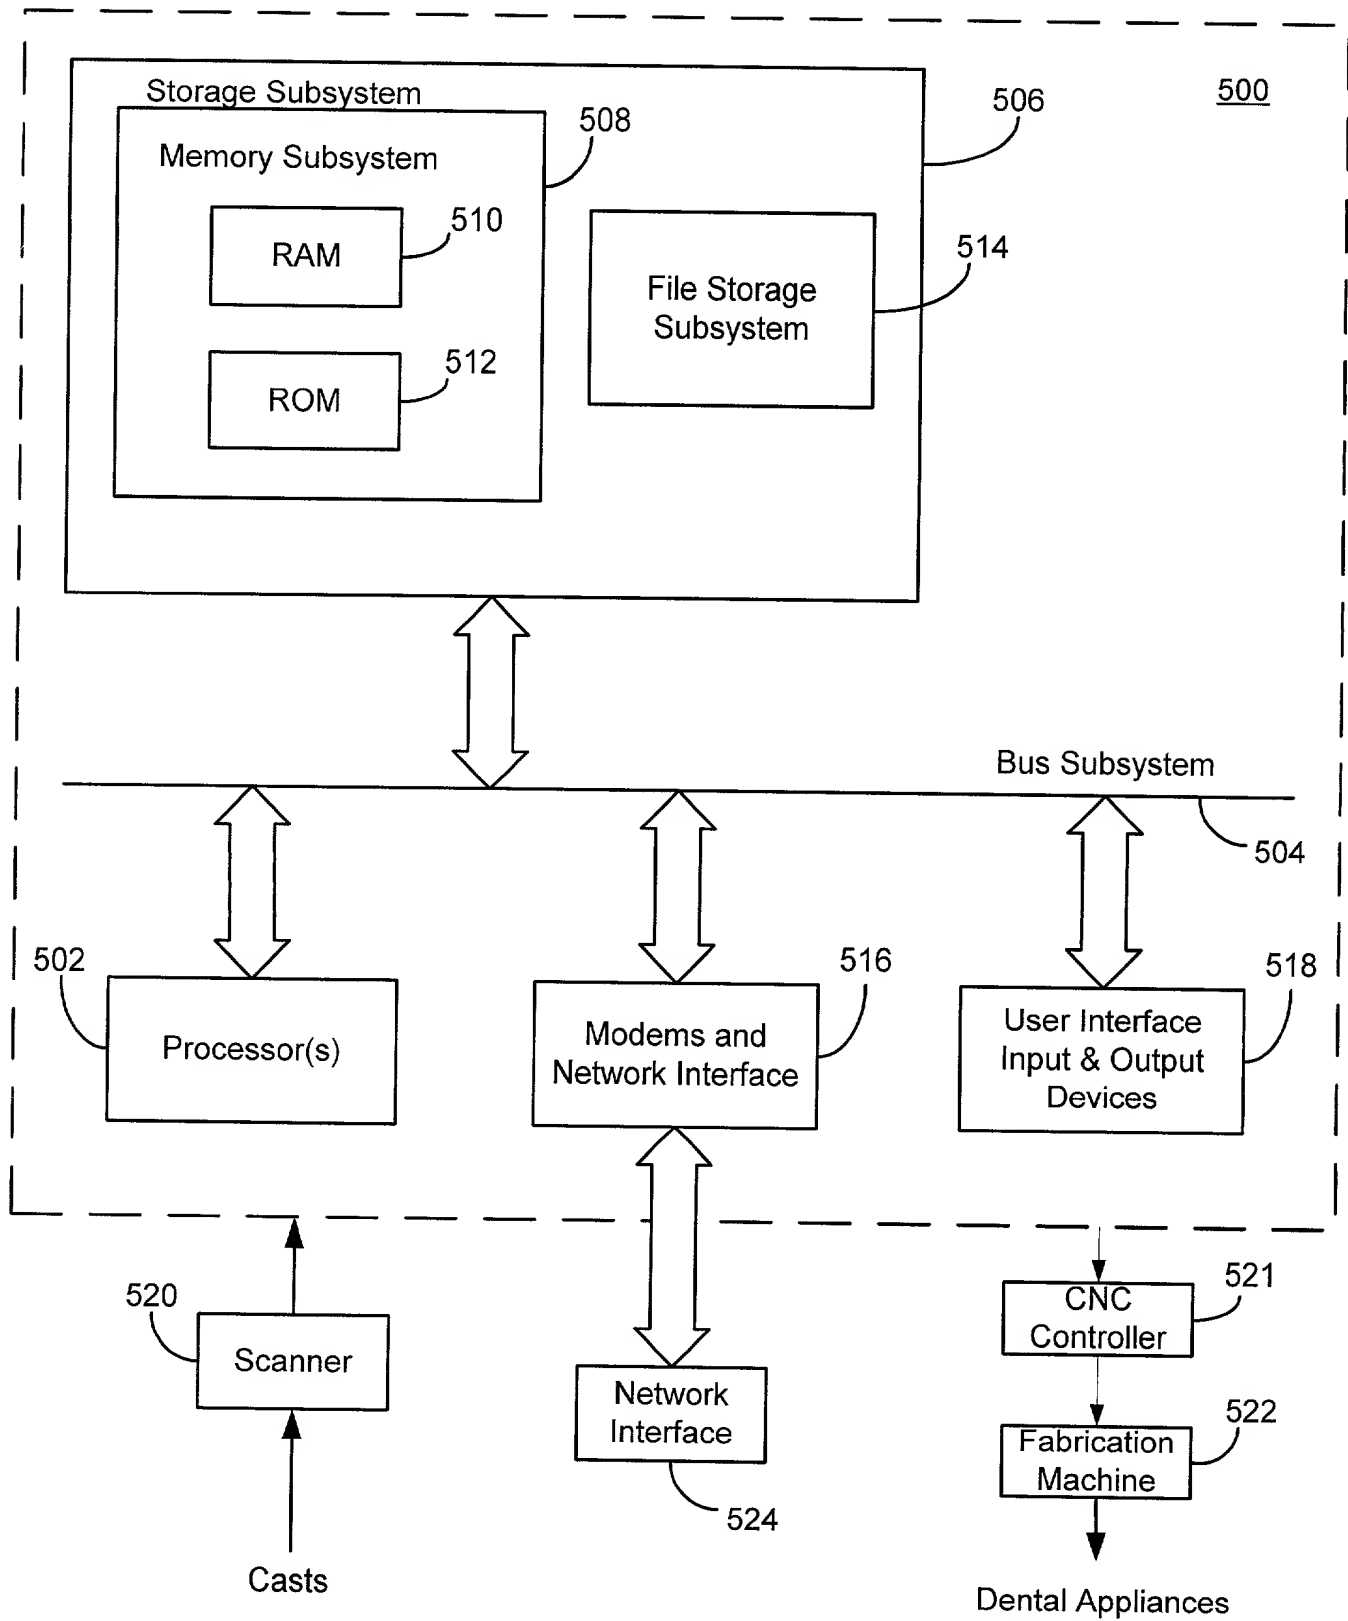 500
Storage Subsystem
506
508
Memory Subsystem
510
RAM
514
File Storage
Subsystem
512
ROM
Bus Subsystem
504
502
Processor(s)
516
Modems and
Network Interface
518
User Interface
Input & Output
Devices
520
Scanner
Casts
Network
Interface
524
521
CNC
Controller
522
Fabrication
Machine
Dental Appliances